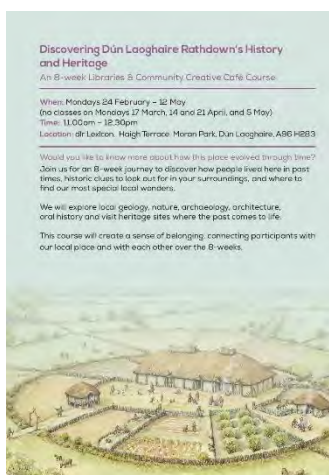 Discovering Dún Laoghaire Rathdown's History
and Heritage
An 8-week Libraries & Community Creative Café Course
When: Mondays 24 February – 12 May
(no classes on Mondays 17 March, 14 and 21 April, and 5 May)
Time: 11.00am – 12.30pm
Location: dlr Lexicon, Haigh Terrace, Moran Park, Dún Laoghaire, A96 H283
Would you like to know more about how this place evolved through time?
Join us for an 8-week journey to discover how people lived here in past
times, historic clues to look out for in your surroundings, and where to
find our most special local wonders.
We will explore local geology, nature, archaeology, architecture,
oral history and visit heritage sites where the past comes to life.
This course will create a sense of belonging, connecting participants with
our local place and with each other over the 8-weeks.